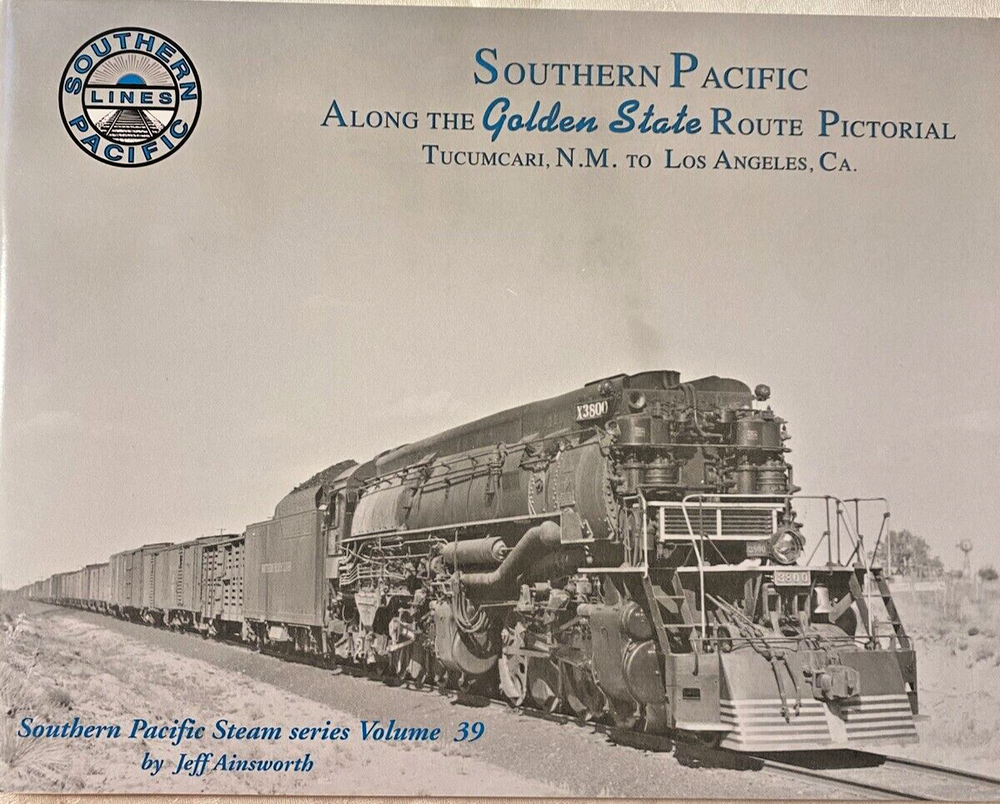 SOUTHERN
LINES
PACIFIC
SOUTHERN PACIFIC
ALONG THE Golden State ROUTE PICTORIAL
TUCUMCARI, N.M. TO LOS ANGELES, CA.
X3800
3800
Southern Pacific Steam series Volume 39
by Jeff Ainsworth